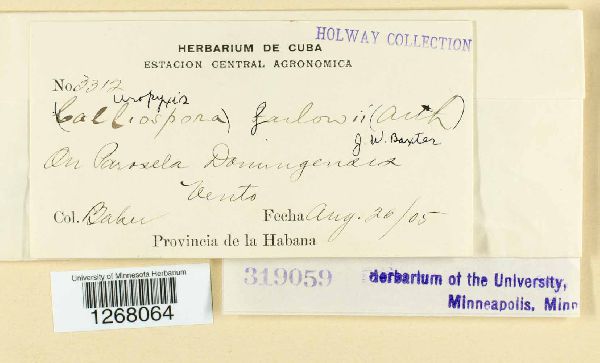 HOLWAY COLLECTION
HERBARIUM DE CUBA
ESTACION CENTRAL AGRONOMICA
No. 3312
Uropyxis
(Calliospora) farlowii (Arth)
J. W. Baxter
On Parosela Domingensis
Vento
Col. Baker Fecha Aug. 26/05
Provincia de la Habana
University of Minnesota Herbarium
1268064
319059
Herbarium of the University,
Minneapolis, Minn